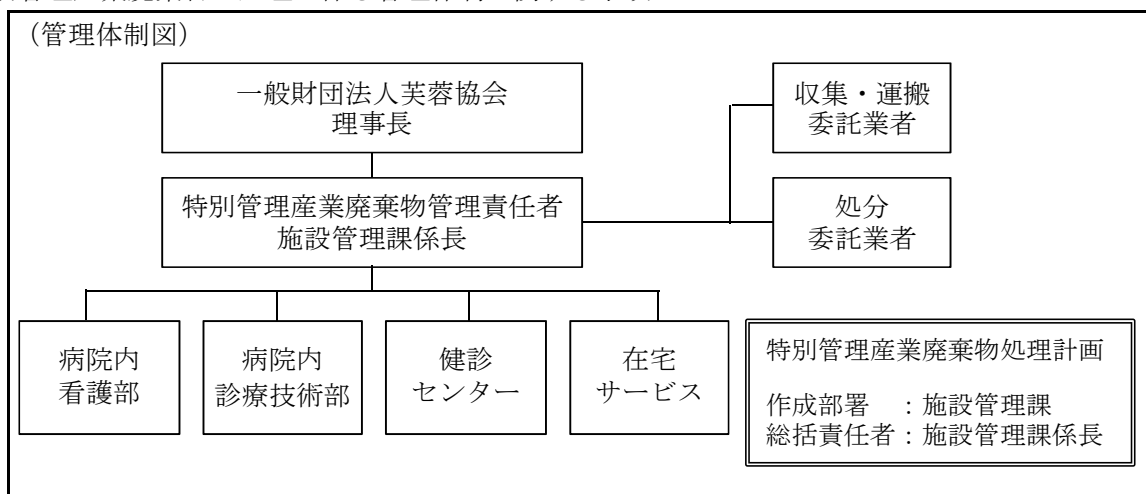 （管理体制図）
一般財団法人芙蓉協会
理事長
収集・運搬
委託業者
特別管理産業廃棄物管理責任者
施設管理課係長
処分
委託業者
病院内
看護部
病院内
診療技術部
健診
センター
在宅
サービス
特別管理産業廃棄物処理計画
作成部署　：施設管理課
総括責任者：施設管理課係長